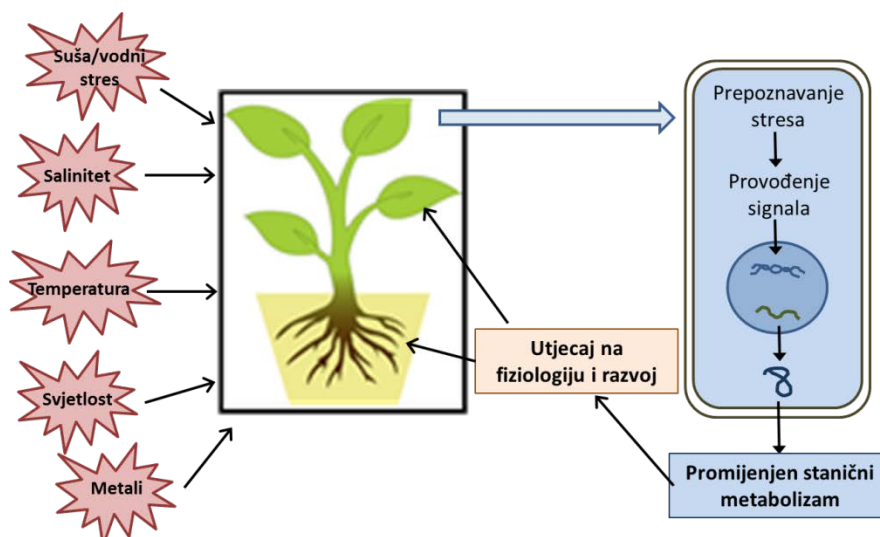 Suša/vodni
stres
Salinitet
Temperatura
Svjetlost
Metali
Prepoznavanje
stresa
Provođenje
signala
Utjecaj na
fiziologiju i razvoj
Promijenjen stanični
metabolizam